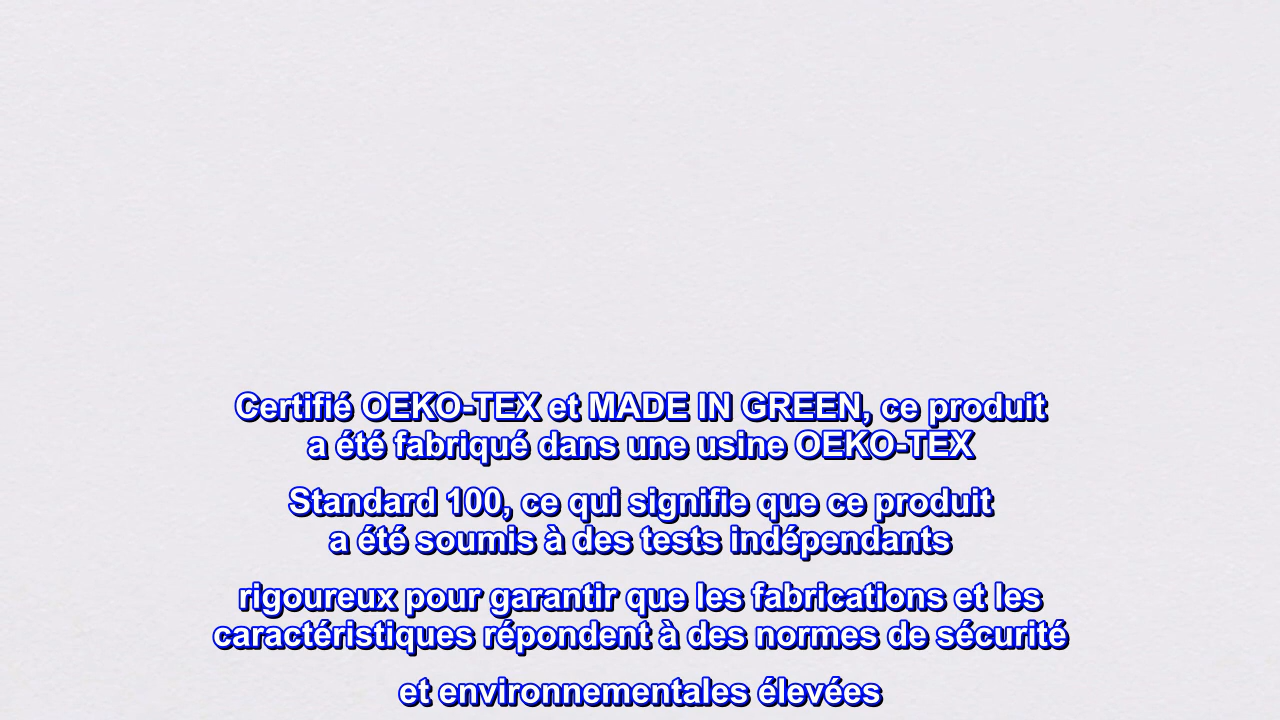 Certifié OEKO-TEX et MADE IN GREEN, ce produit
a été fabriqué dans une usine OEKO-TEX
Standard 100, ce qui signifie que ce produit
a été soumis à des tests indépendants
rigoureux pour garantir que les fabrications et les
caractéristiques répondent à des normes de sécurité
et environnementales élevées